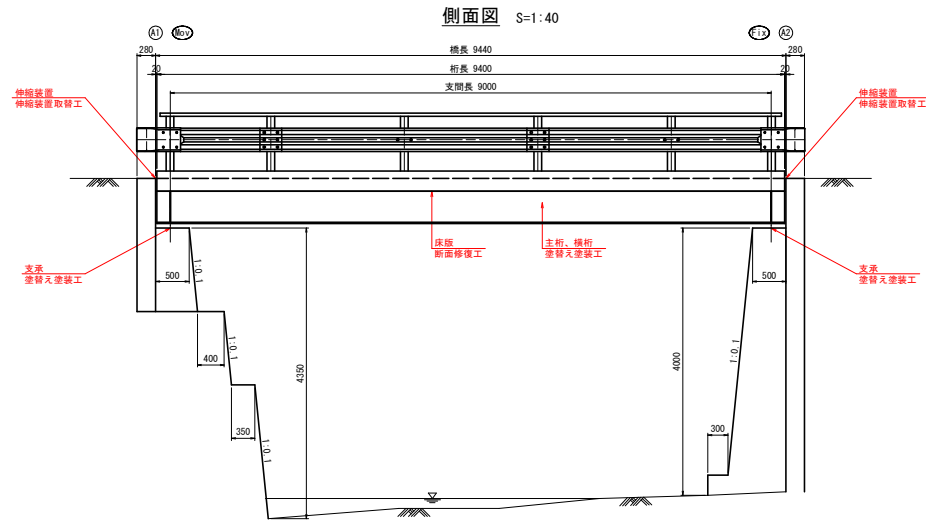 側面図 S=1:40
A1 Mov Fix A2
280 橋長 9440 280
20 桁長 9400 20
支間長 9000
伸縮装置
伸縮装置取替工
伸縮装置
伸縮装置取替工
床版
断面修復工
主桁、横桁
塗替え塗装工
支承
塗替え塗装工
支承
塗替え塗装工
500
1:0.1
500
400
1:0.1
4350
4000
1:0.1
350
1:0.1
300